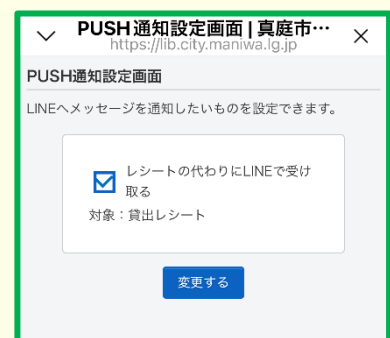 PUSH通知設定画面 | 真庭市…
https://lib.city.maniwa.lg.jp
PUSH通知設定画面
LINEへメッセージを通知したいものを設定できます。
レシートの代わりにLINEで受け
取る
対象：貸出レシート
変更する